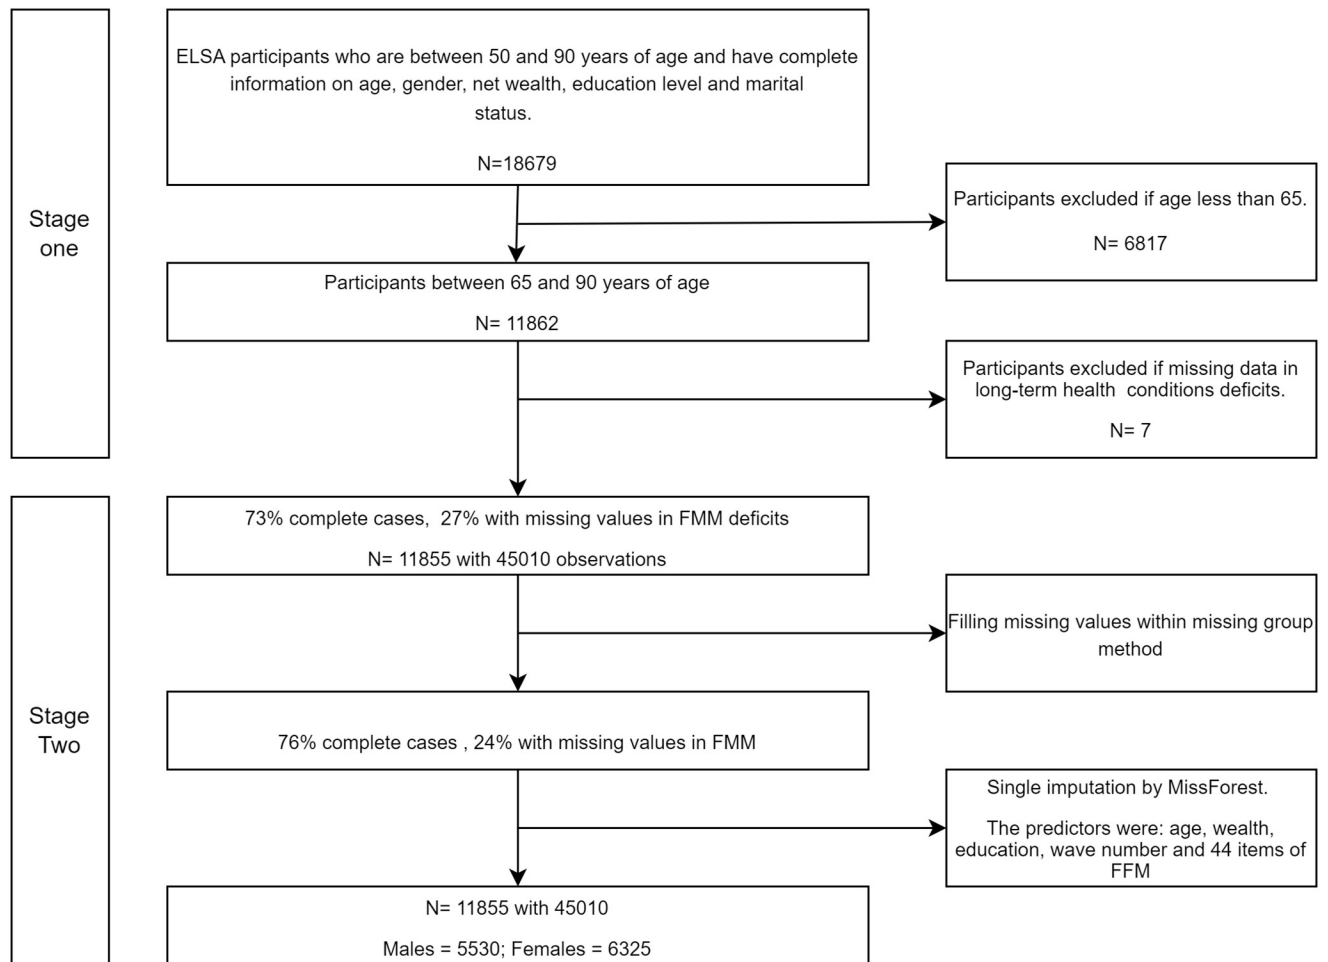 ELSA participants who are between 50 and 90 years of age and have complete
information on age, gender, net wealth, education level and marital
status.
N=18679
Participants excluded if age less than 65.
N= 6817
Stage
one
Participants between 65 and 90 years of age
N= 11862
Participants excluded if missing data in
long-term health conditions deficits.
N= 7
73% complete cases, 27% with missing values in FMM deficits
N= 11855 with 45010 observations
Filling missing values within missing group
method
Stage
Two
76% complete cases , 24% with missing values in FMM
Single imputation by MissForest.
The predictors were: age, wealth,
education, wave number and 44 items of
FFM
N= 11855 with 45010
Males = 5530; Females = 6325